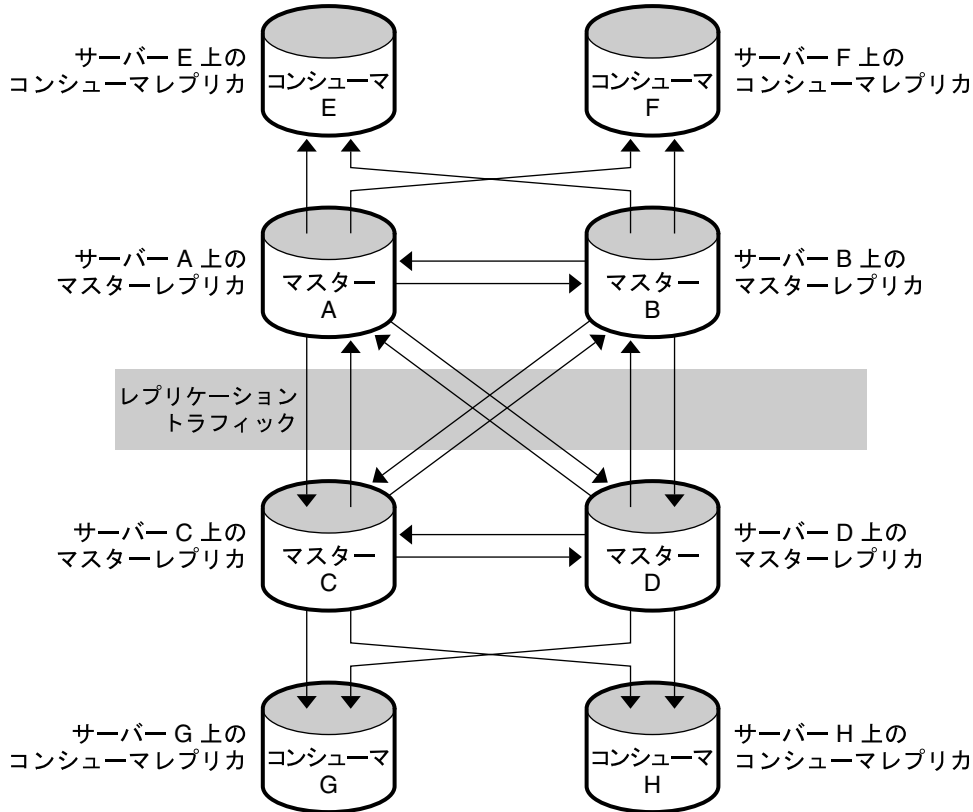 サーバー E 上の
コンシューマレプリカ
コンシューマ
E
コンシューマ
F
サーバー F 上の
コンシューマレプリカ
サーバー A 上の
マスターレプリカ
マスター
A
マスター
B
サーバー B 上の
マスターレプリカ
レプリケーション
トラフィック
サーバー C 上の
マスターレプリカ
マスター
C
マスター
D
サーバー D 上の
マスターレプリカ
サーバー G 上の
コンシューマレプリカ
コンシューマ
G
コンシューマ
H
サーバー H 上の
コンシューマレプリカ